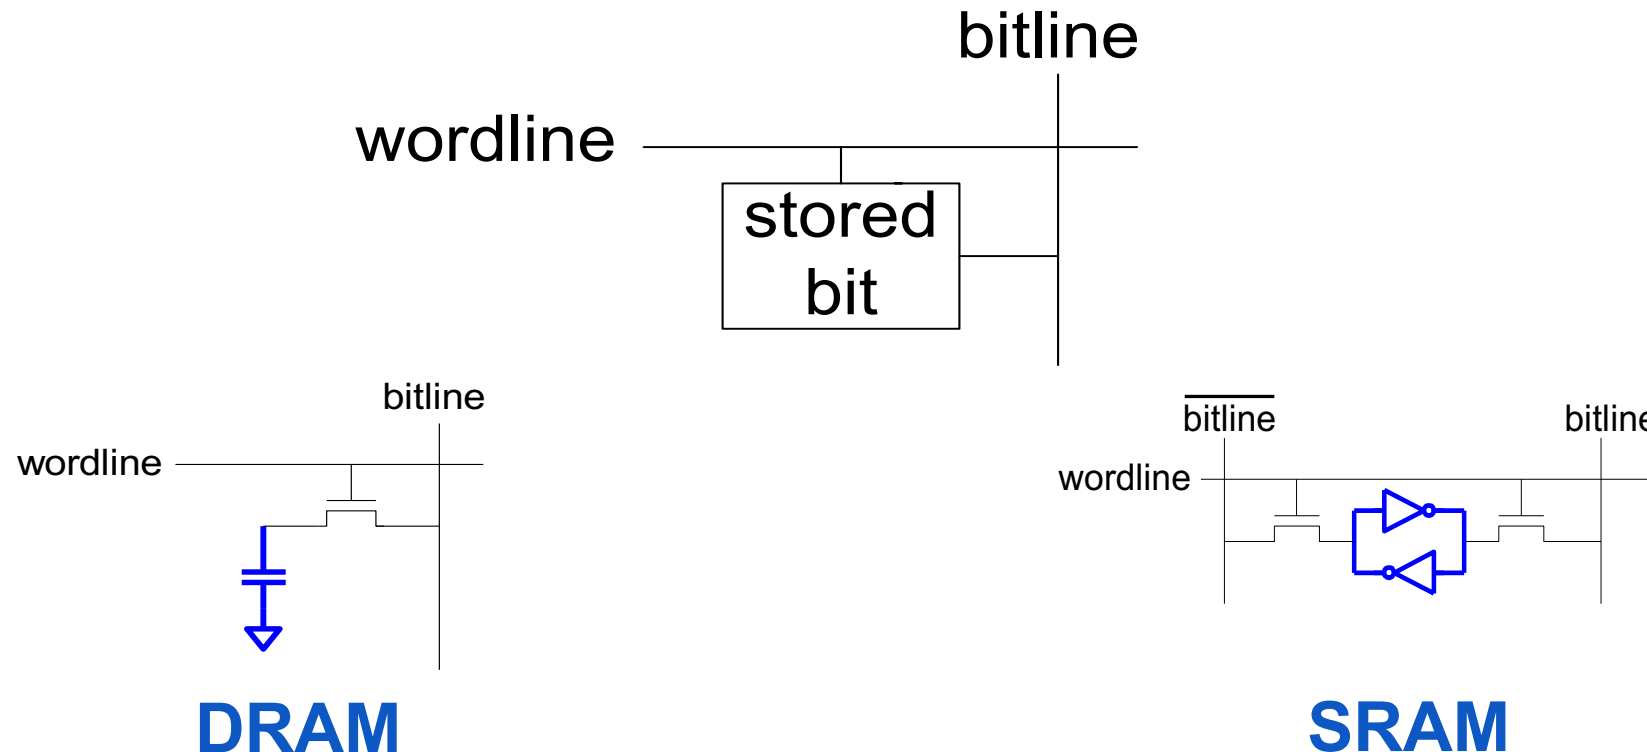 bitline
wordline
stored
bit
bitline
wordline
DRAM
bitline
bitline
wordline
SRAM